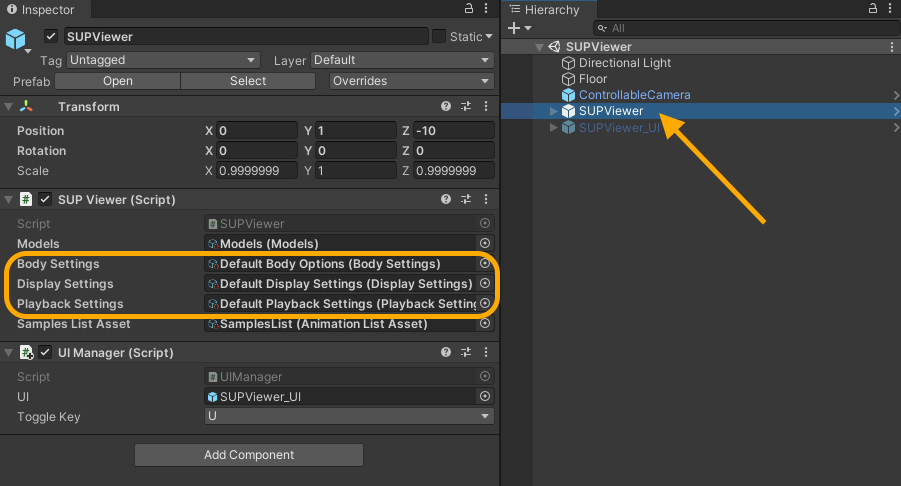 Inspector
SUPViewer
Static
Tag Untagged Layer Default
Prefab Open Select Overrides
Transform
Position X 0 Y 1 Z -10
Rotation X 0 Y 0 Z 0
Scale X 0.9999999 Y 1 Z 0.9999999
SUP Viewer (Script)
Script SUPViewer
Models Models (Models)
Body Settings Default Body Options (Body Settings)
Display Settings Default Display Settings (Display Settings)
Playback Settings Default Playback Settings (Playback Setting
Samples List Asset SamplesList (Animation List Asset)
UI Manager (Script)
Script UIManager
UI SUPViewer_UI
Toggle Key U
Add Component
Hierarchy
All
SUPViewer
Directional Light
Floor
ControllableCamera
SUPViewer
SUPViewer_UI